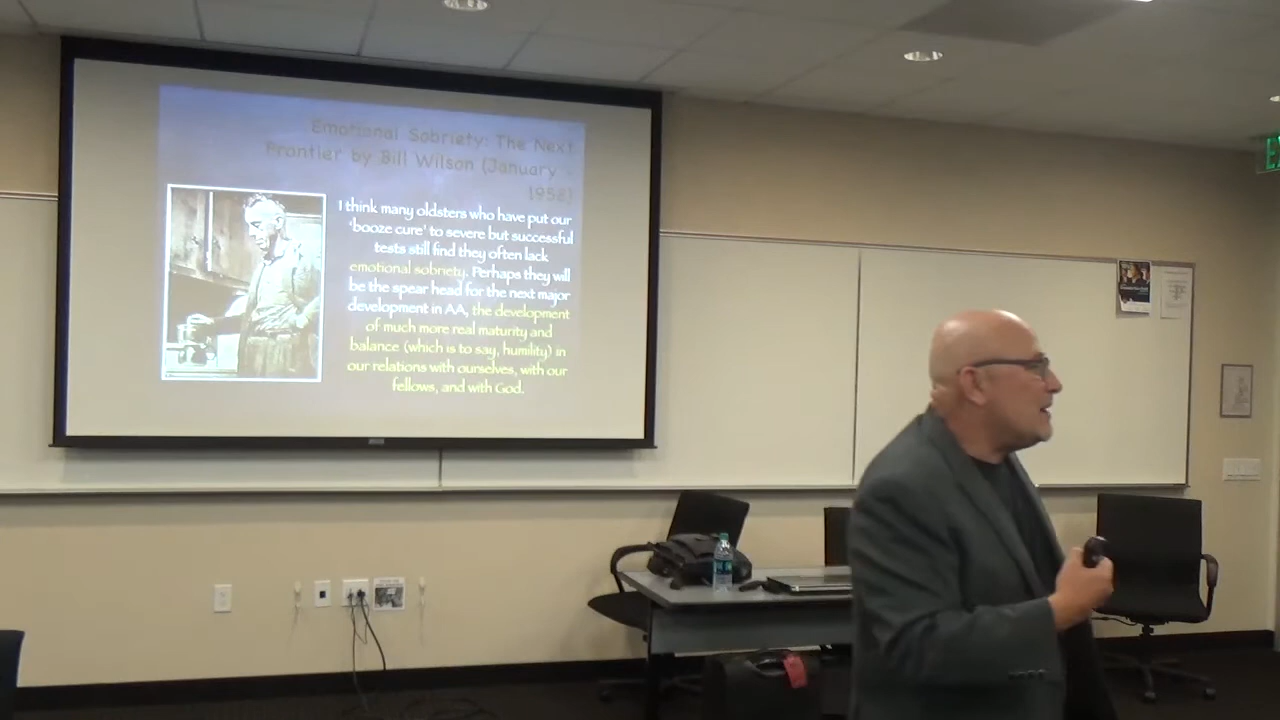 Emotional Sobriety: The Next
Frontier by Bill Wilson (January -
1958)
I think many oldsters who have put our
'booze cure' to severe but successful
tests still find they often lack
emotional sobriety. Perhaps they will
be the spear head for the next major
development in AA, the development
of much more real maturity and
balance (which is to say, humility) in
our relations with ourselves, with our
fellows, and with God.